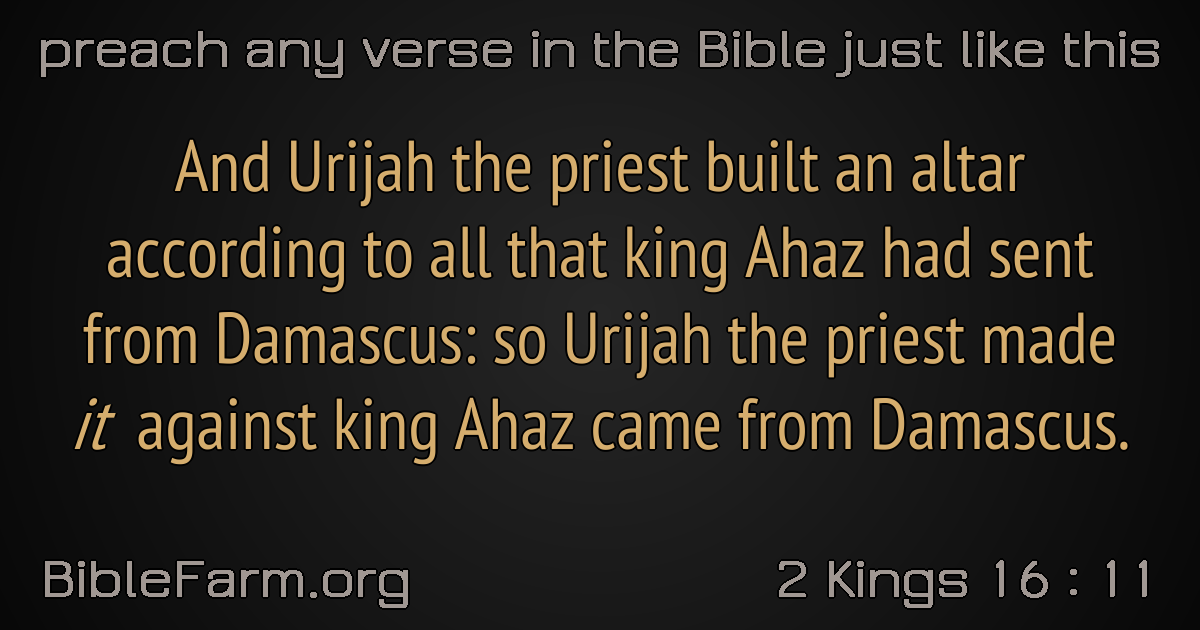 preach any verse in the Bible just like this
And Urijah the priest built an altar
according to all that king Ahaz had sent
from Damascus: so Urijah the priest made
it against king Ahaz came from Damascus.
BibleFarm.org
2 Kings 16 : 11